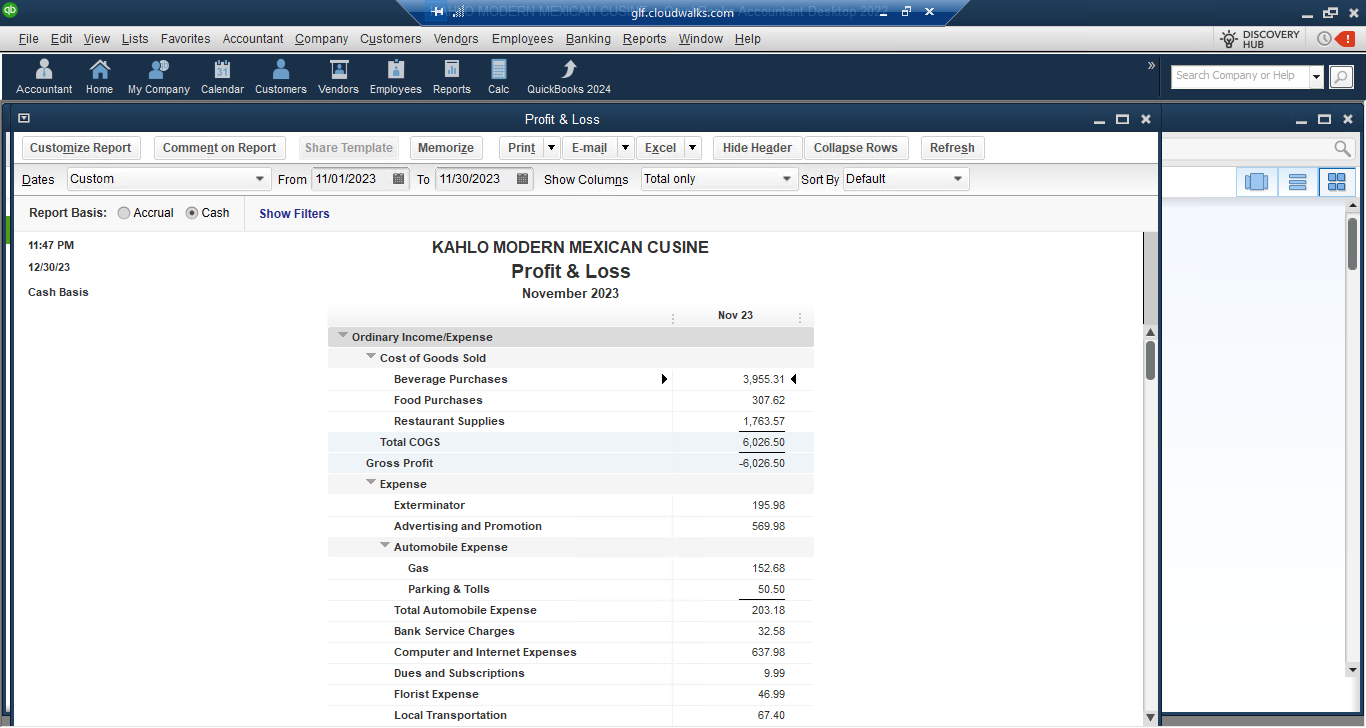 qb
KAHLO MODERN MEXICAN CUSIN
glf.cloudwalks.com
Accountant Desktop 2022
File Edit View Lists Favorites Accountant Company Customers Vendors Employees Banking Reports Window Help
DISCOVERY
HUB
!
31
Accountant Home My Company Calendar Customers Vendors Employees Reports Calc QuickBooks 2024
»
Search Company or Help
Profit & Loss
Customize Report Comment on Report Share Template Memorize Print E-mail Excel Hide Header Collapse Rows Refresh
Dates Custom From 11/01/2023 To 11/30/2023 Show Columns Total only Sort By Default
Report Basis: Accrual Cash Show Filters
11:47 PM
12/30/23
Cash Basis
KAHLO MODERN MEXICAN CUSINE
Profit & Loss
November 2023
Nov 23
Ordinary Income/Expense
Cost of Goods Sold
Beverage Purchases 3,955.31
Food Purchases 307.62
Restaurant Supplies 1,763.57
Total COGS 6,026.50
Gross Profit -6,026.50
Expense
Exterminator 195.98
Advertising and Promotion 569.98
Automobile Expense
Gas 152.68
Parking & Tolls 50.50
Total Automobile Expense 203.18
Bank Service Charges 32.58
Computer and Internet Expenses 637.98
Dues and Subscriptions 9.99
Florist Expense 46.99
Local Transportation 67.40